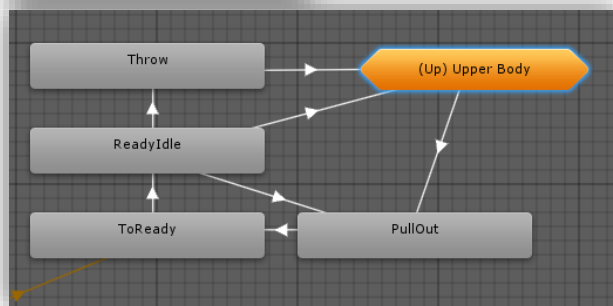 Throw
(Up) Upper Body
ReadyIdle
ToReady
PullOut